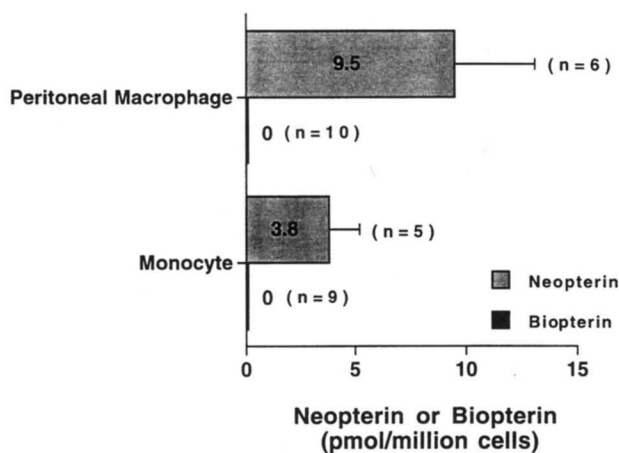 9.5
( n = 6 )
Peritoneal Macrophage
0 ( n = 10 )
3.8
( n = 5 )
Monocyte
0 ( n = 9 )
Neopterin
Biopterin
0 5 10 15
Neopterin or Biopterin
(pmol/million cells)